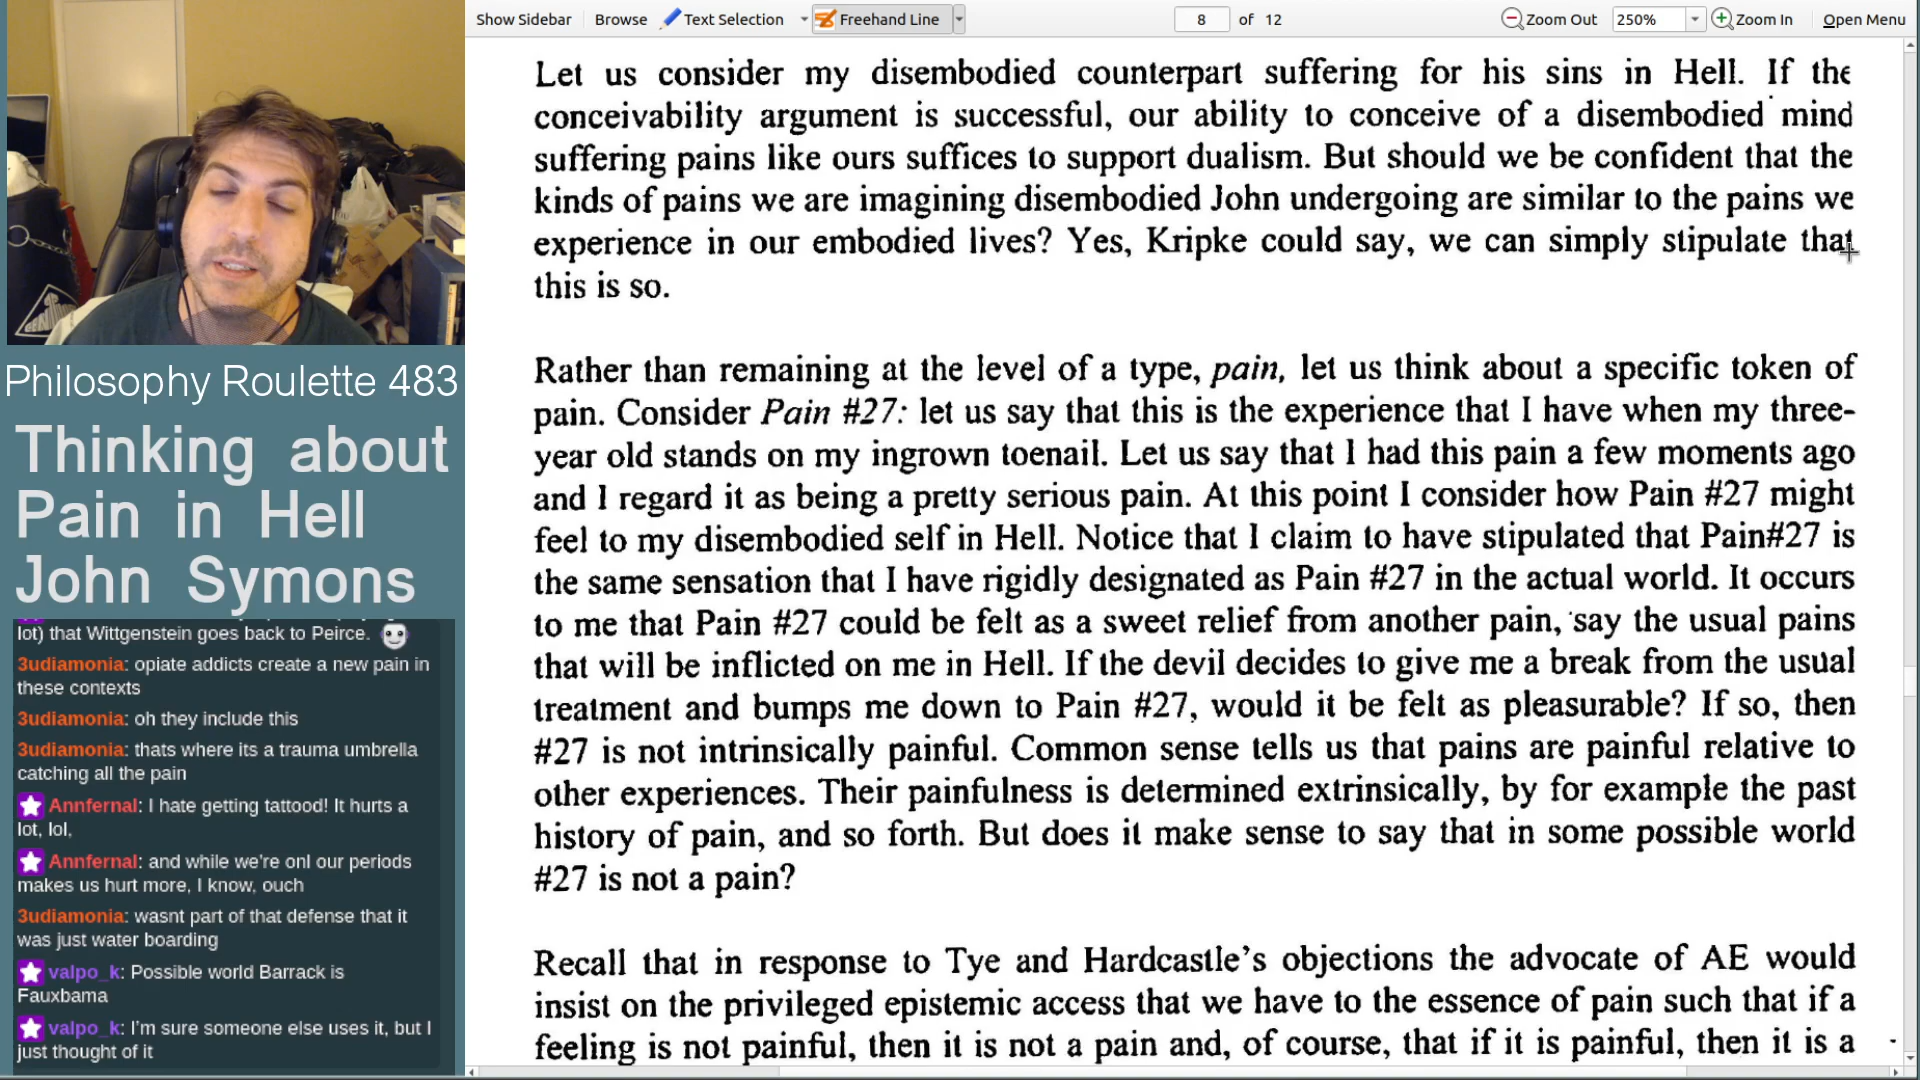 Show Sidebar Browse Text Selection Freehand Line 8 of 12 Zoom Out 250% Zoom In Open Menu
Let us consider my disembodied counterpart suffering for his sins in Hell. If the
conceivability argument is successful, our ability to conceive of a disembodied mind
suffering pains like ours suffices to support dualism. But should we be confident that the
kinds of pains we are imagining disembodied John undergoing are similar to the pains we
experience in our embodied lives? Yes, Kripke could say, we can simply stipulate that
this is so.
Rather than remaining at the level of a type, pain, let us think about a specific token of
pain. Consider Pain #27: let us say that this is the experience that I have when my three-
year old stands on my ingrown toenail. Let us say that I had this pain a few moments ago
and I regard it as being a pretty serious pain. At this point I consider how Pain #27 might
feel to my disembodied self in Hell. Notice that I claim to have stipulated that Pain#27 is
the same sensation that I have rigidly designated as Pain #27 in the actual world. It occurs
to me that Pain #27 could be felt as a sweet relief from another pain, say the usual pains
that will be inflicted on me in Hell. If the devil decides to give me a break from the usual
treatment and bumps me down to Pain #27, would it be felt as pleasurable? If so, then
#27 is not intrinsically painful. Common sense tells us that pains are painful relative to
other experiences. Their painfulness is determined extrinsically, by for example the past
history of pain, and so forth. But does it make sense to say that in some possible world
#27 is not a pain?
Recall that in response to Tye and Hardcastle's objections the advocate of AE would
insist on the privileged epistemic access that we have to the essence of pain such that if a
feeling is not painful, then it is not a pain and, of course, that if it is painful, then it is a
Philosophy Roulette 483
Thinking about
Pain in Hell
John Symons
lot) that Wittgenstein goes back to Peirce.
3udiamonia: opiate addicts create a new pain in
these contexts
3udiamonia: oh they include this
3udiamonia: thats where its a trauma umbrella
catching all the pain
Annfernal: I hate getting tattood! It hurts a
lot, lol,
Annfernal: and while we're onl our periods
makes us hurt more, I know, ouch
3udiamonia: wasnt part of that defense that it
was just water boarding
valpo_k: Possible world Barrack is
Fauxbama
valpo_k: I'm sure someone else uses it, but I
just thought of it